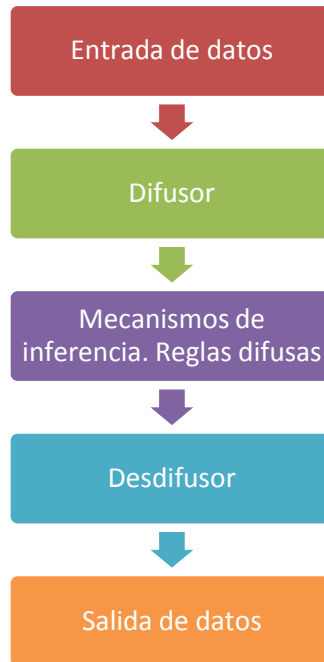 Entrada de datos
Difusor
Mecanismos de
inferencia. Reglas difusas
Desdifusor
Salida de datos